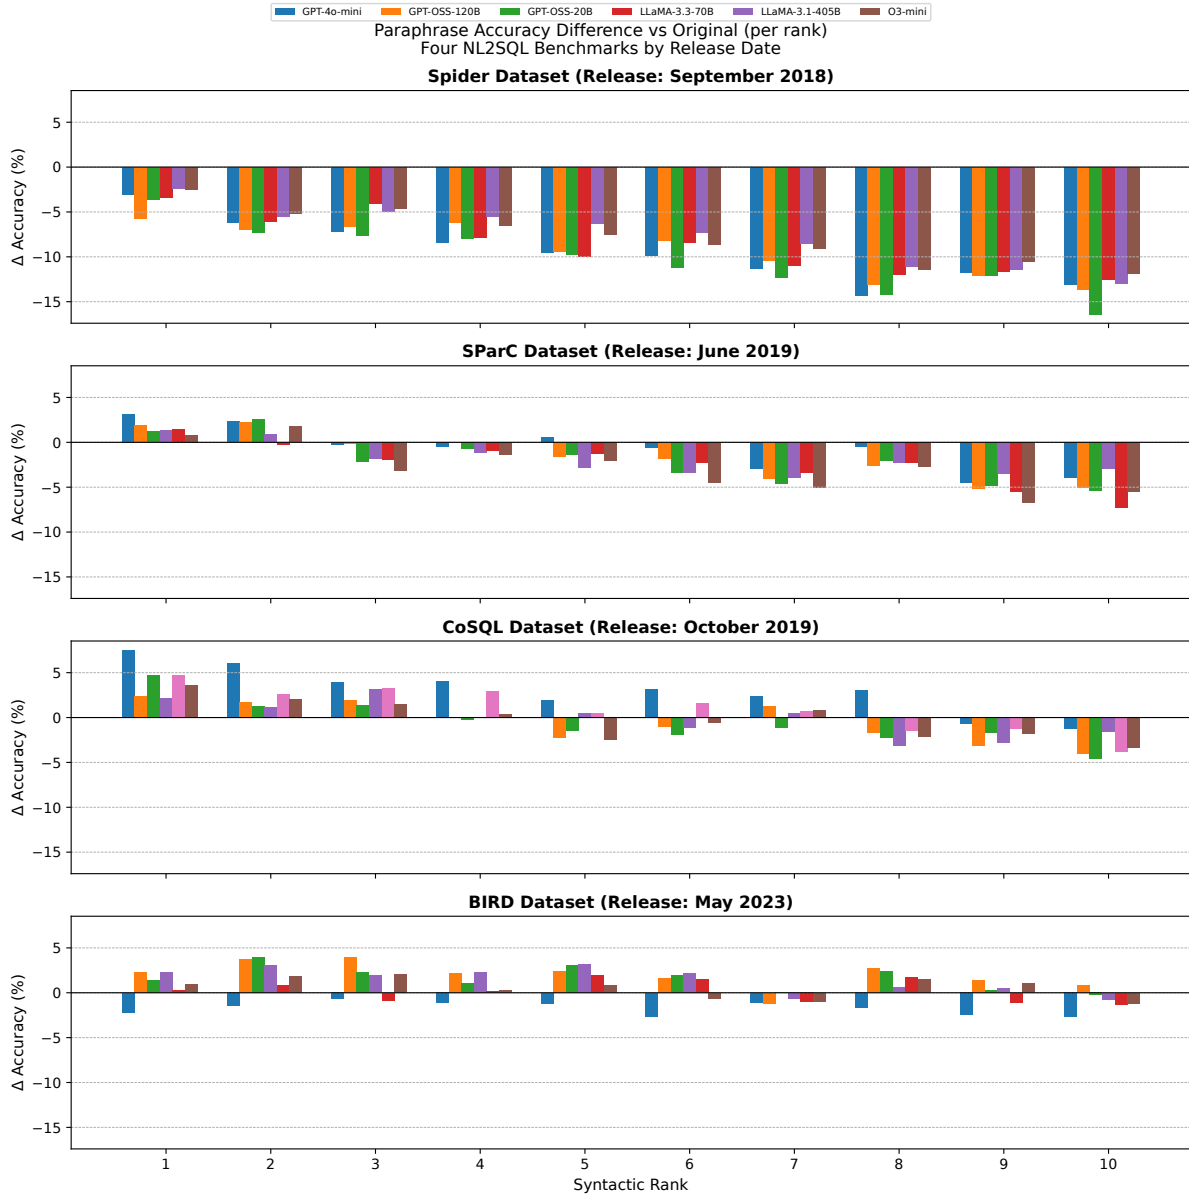 GPT-4o-mini GPT-OSS-120B GPT-OSS-20B LLaMA-3.3-70B LLaMA-3.1-405B O3-mini
Paraphrase Accuracy Difference vs Original (per rank)
Four NL2SQL Benchmarks by Release Date
Spider Dataset (Release: September 2018)
Δ Accuracy (%)
5
0
−5
−10
−15
SParC Dataset (Release: June 2019)
Δ Accuracy (%)
5
0
−5
−10
−15
CoSQL Dataset (Release: October 2019)
Δ Accuracy (%)
5
0
−5
−10
−15
BIRD Dataset (Release: May 2023)
Δ Accuracy (%)
5
0
−5
−10
−15
1 2 3 4 5 6 7 8 9 10
Syntactic Rank